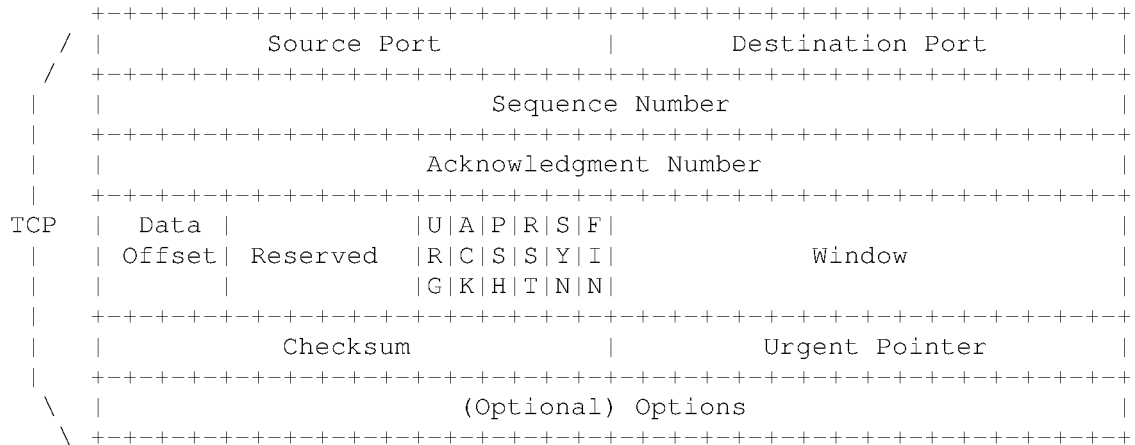 +-+-+-+-+-+-+-+-+-+-+-+-+-+-+-+-+-+-+-+-+-+-+-+-+-+-+-+-+-+-+-+-+
    / |          Source Port          |       Destination Port        |
   /  +-+-+-+-+-+-+-+-+-+-+-+-+-+-+-+-+-+-+-+-+-+-+-+-+-+-+-+-+-+-+-+-+
  |   |                        Sequence Number                        |
  |   +-+-+-+-+-+-+-+-+-+-+-+-+-+-+-+-+-+-+-+-+-+-+-+-+-+-+-+-+-+-+-+-+
  |   |                    Acknowledgment Number                      |
  |   +-+-+-+-+-+-+-+-+-+-+-+-+-+-+-+-+-+-+-+-+-+-+-+-+-+-+-+-+-+-+-+-+
TCP   |  Data |           |U|A|P|R|S|F|                               |
  |   | Offset| Reserved  |R|C|S|S|Y|I|            Window             |
  |   |       |           |G|K|H|T|N|N|                               |
  |   +-+-+-+-+-+-+-+-+-+-+-+-+-+-+-+-+-+-+-+-+-+-+-+-+-+-+-+-+-+-+-+-+
  |   |           Checksum            |         Urgent Pointer        |
  |   +-+-+-+-+-+-+-+-+-+-+-+-+-+-+-+-+-+-+-+-+-+-+-+-+-+-+-+-+-+-+-+-+
   \  |                      (Optional) Options                       |
    \ +-+-+-+-+-+-+-+-+-+-+-+-+-+-+-+-+-+-+-+-+-+-+-+-+-+-+-+-+-+-+-+-+